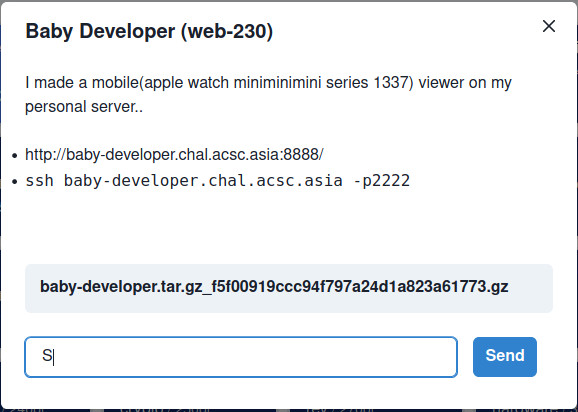 Baby Developer (web-230)
I made a mobile(apple watch miniminimini series 1337) viewer on my
personal server..
http://baby-developer.chal.acsc.asia:8888/
ssh baby-developer.chal.acsc.asia -p2222
baby-developer.tar.gz_f5f00919ccc94f797a24d1a823a61773.gz
S
Send